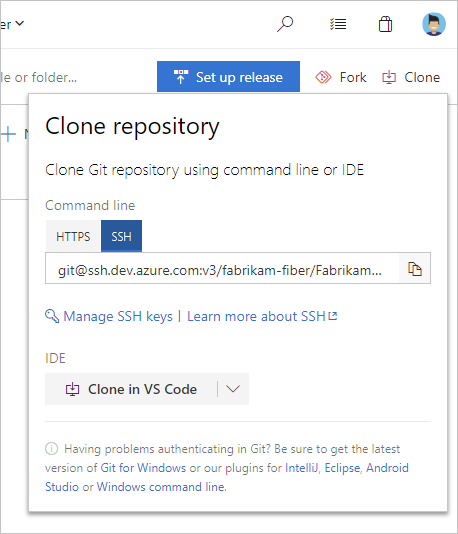 er
le or folder...
Set up release
Fork
Clone
Clone repository
Clone Git repository using command line or IDE
Command line
HTTPS
SSH
git@ssh.dev.azure.com:v3/fabrikam-fiber/Fabrikam...
Manage SSH keys | Learn more about SSH
IDE
Clone in VS Code
Having problems authenticating in Git? Be sure to get the latest
version of Git for Windows or our plugins for IntelliJ, Eclipse, Android
Studio or Windows command line.